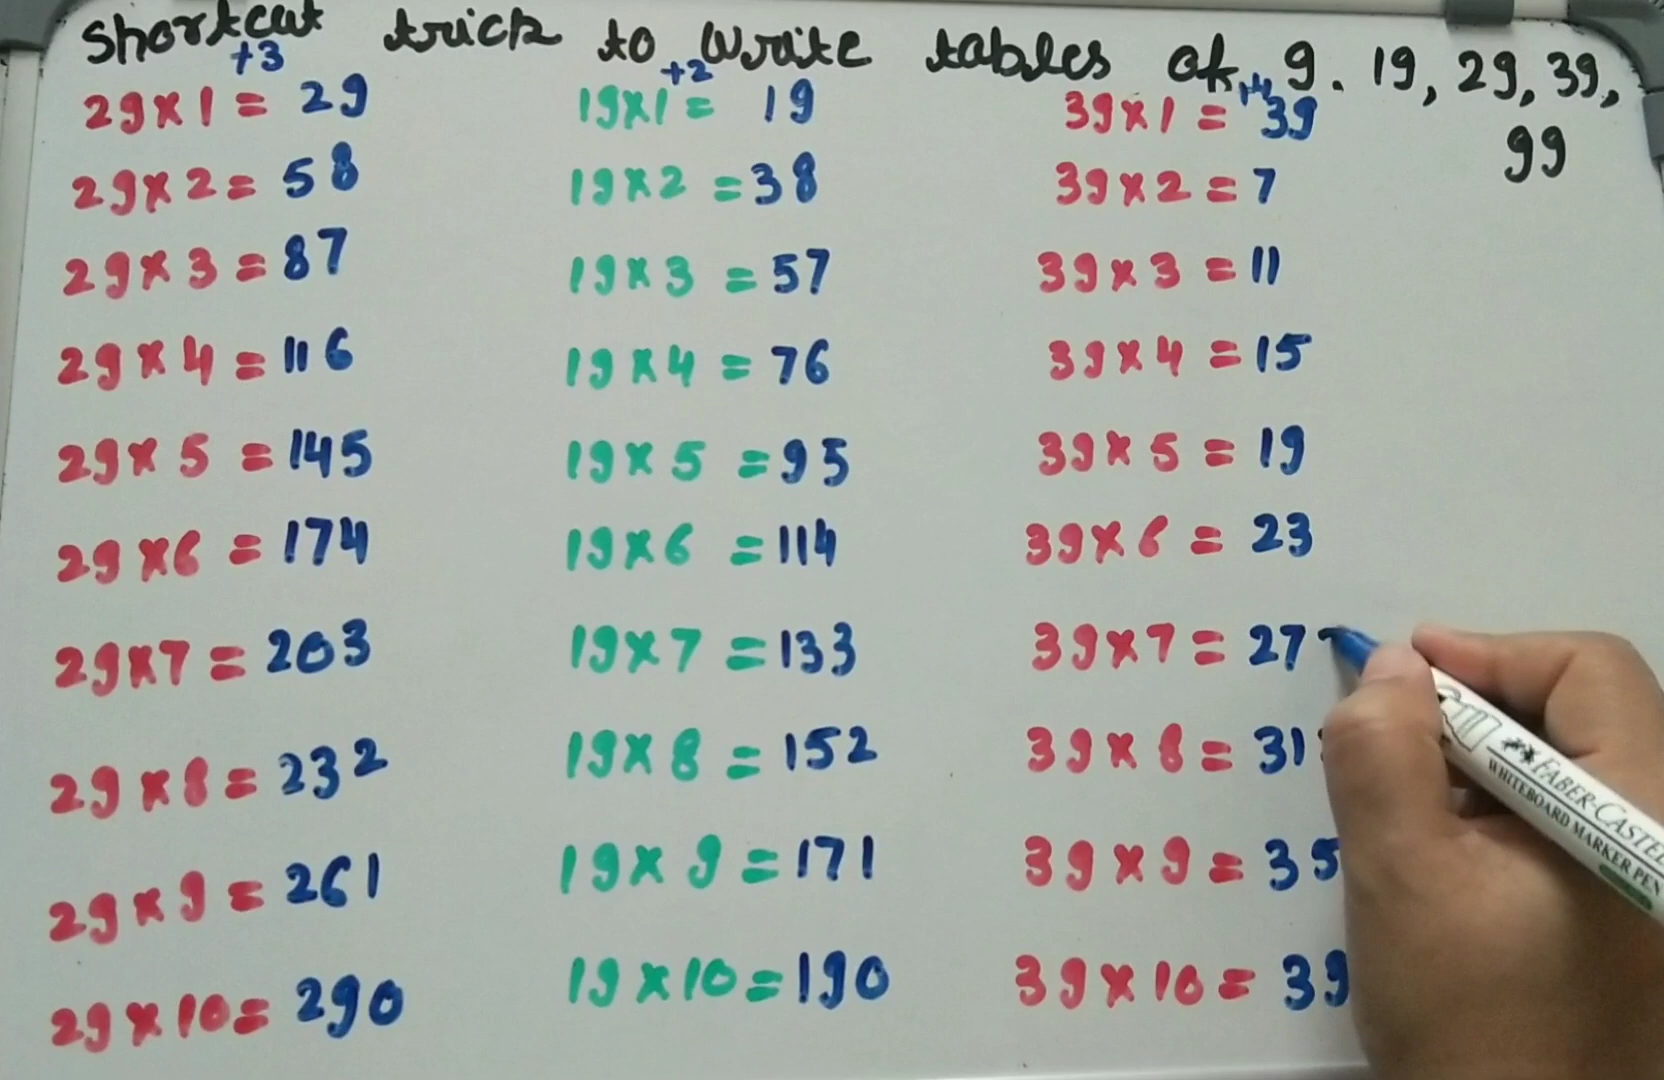 Shortcut trick to write tables of 9. 19, 29, 39,
99
+3
29x1 = 29
29x2= 58
29x3 =87
29x4=116
29x5 =145
29x6 =174
29x7= 203
29x8=232
29x9=261
29x10=290
+2
19x1= 19
19x2 =38
19x3 =57
19x4 =76
19x5 =95
19x6 =114
19x7 =133
19x8 =152
19x9 =171
19x10=190
+4
39x1= 39
39x2=7
39x3 =11
39x4=15
39x5= 19
39x6= 23
39x7= 27
39x8= 31
39x9= 35
39x10= 39
FABER-CASTEL
WHITEBOARD MARKER PEN